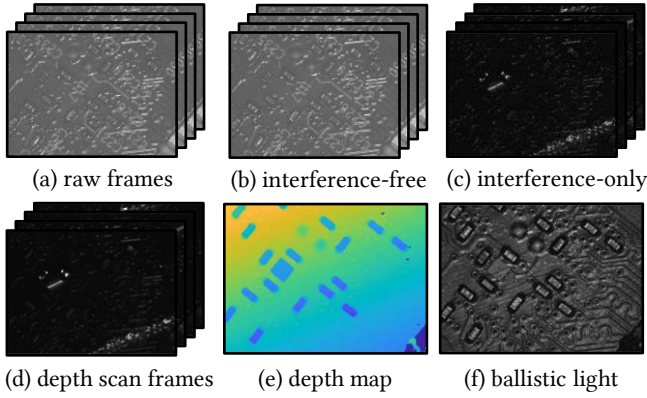 (a) raw frames
(b) interference-free
(c) interference-only
(d) depth scan frames
(e) depth map
(f) ballistic light